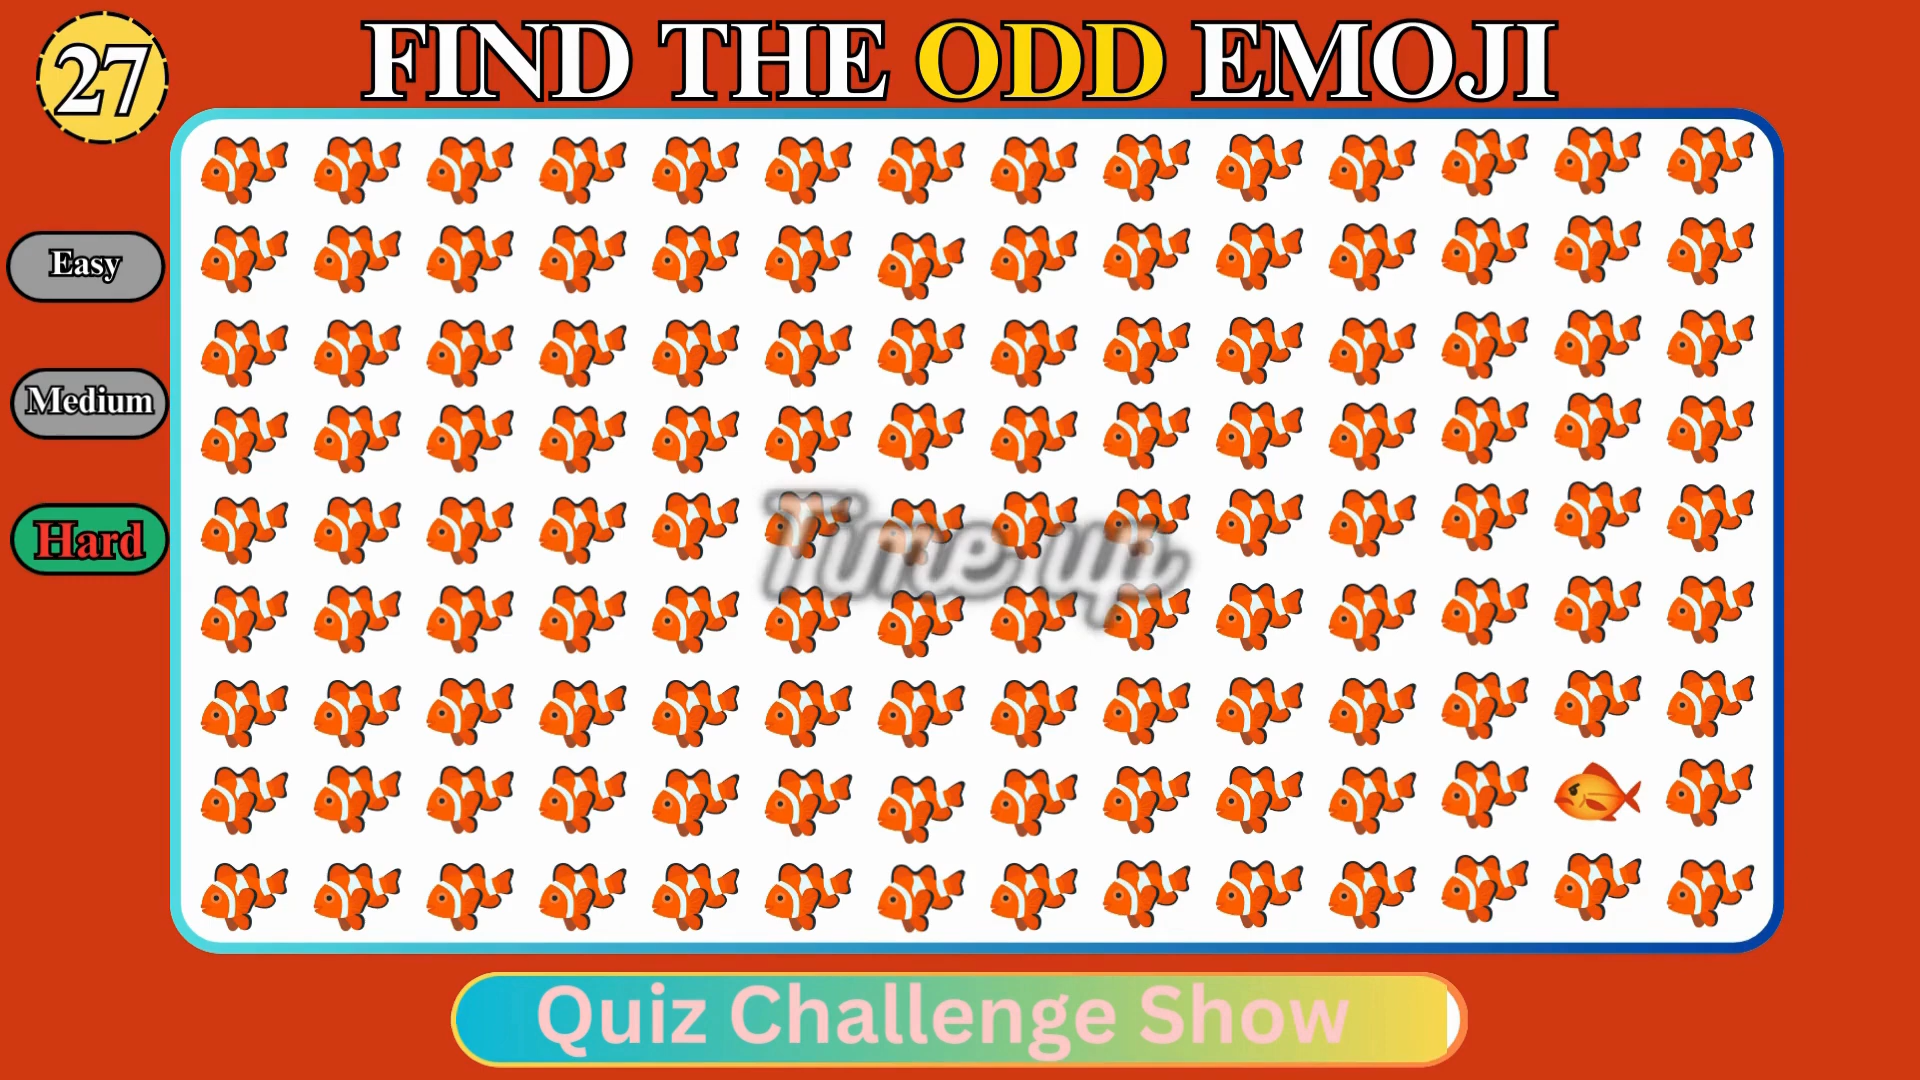 27
FIND THE ODD EMOJI
Easy
Medium
Hard
Time up
Quiz Challenge Show